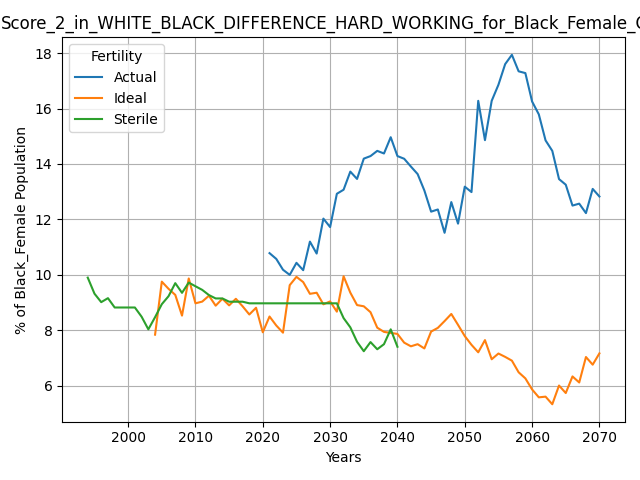 Score_2_in_WHITE_BLACK_DIFFERENCE_HARD_WORKING_for_Black_Female_
Fertility
Actual
Ideal
Sterile
% of Black_Female Population
18
16
14
12
10
8
6
2000 2010 2020 2030 2040 2050 2060 2070
Years